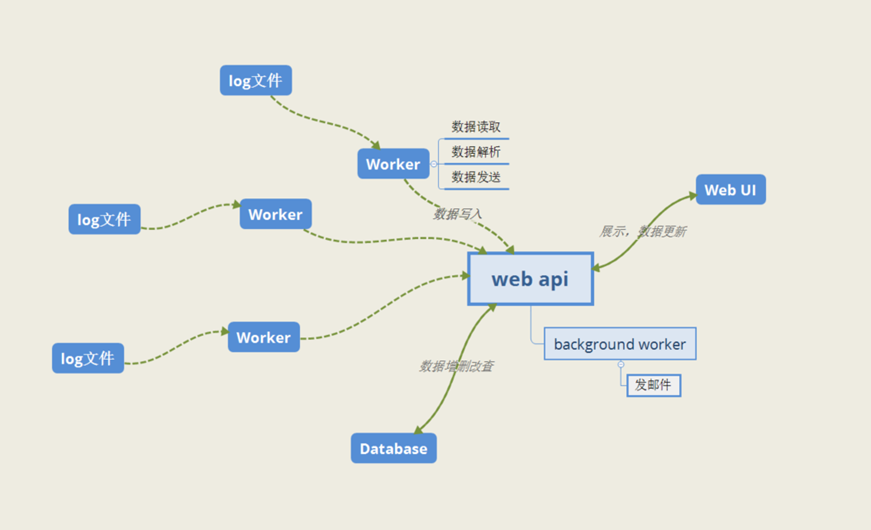 log文件
数据读取
Worker
数据解析
数据发送
Web UI
log文件
Worker
数据写入
展示，数据更新
web api
log文件
Worker
background worker
数据增删改查
发邮件
Database